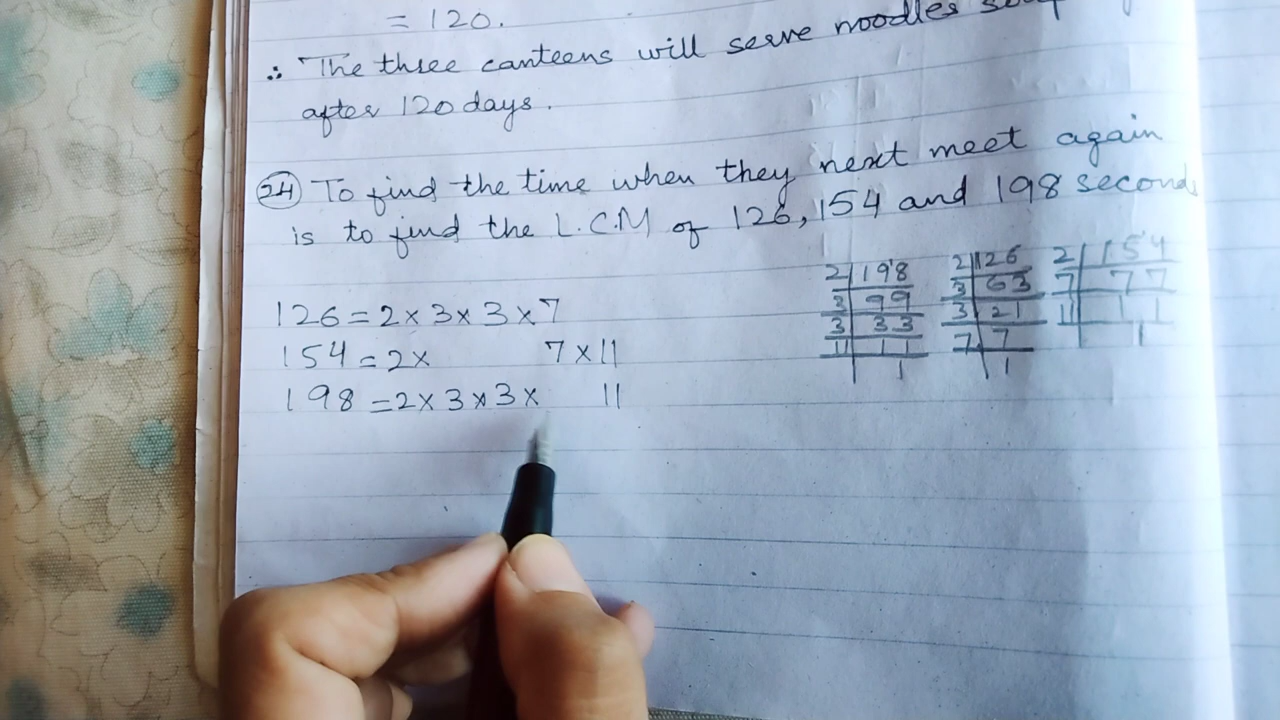 = 120.
∴ The three canteens will serve noodles soup
after 120 days.
24 To find the time when they next meet again
is to find the L.C.M of 126, 154 and 198 seconds
126 = 2 × 3 × 3 × 7
154 = 2 × 7 × 11
198 = 2 × 3 × 3 × 11
2 198
3 99
3 33
11 11
1
2 126
3 63
3 21
7 7
1
2 154
7 77
11 11
1